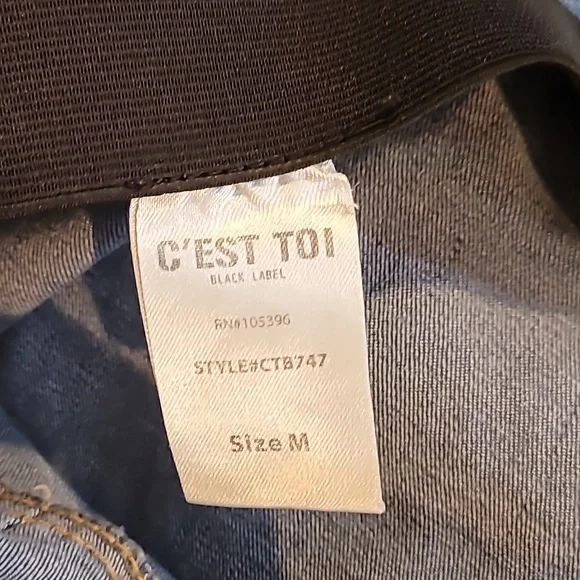 C'EST TOI
BLACK LABEL
RN#105396
STYLE#CTB747
Size M